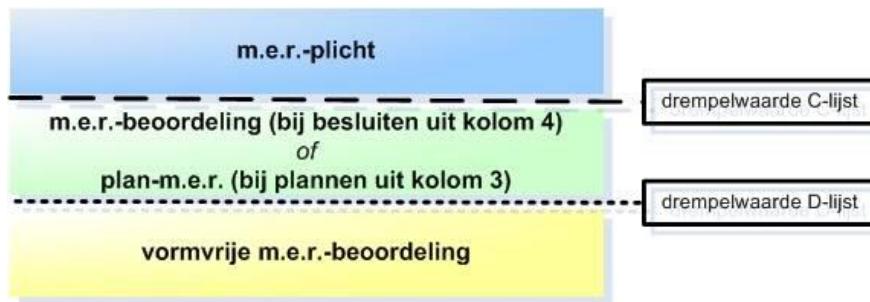 m.e.r.-plicht
drempelwaarde C-lijst
m.e.r.-beoordeling (bij besluiten uit kolom 4)
of
plan-m.e.r. (bij plannen uit kolom 3)
drempelwaarde D-lijst
vormvrije m.e.r.-beoordeling